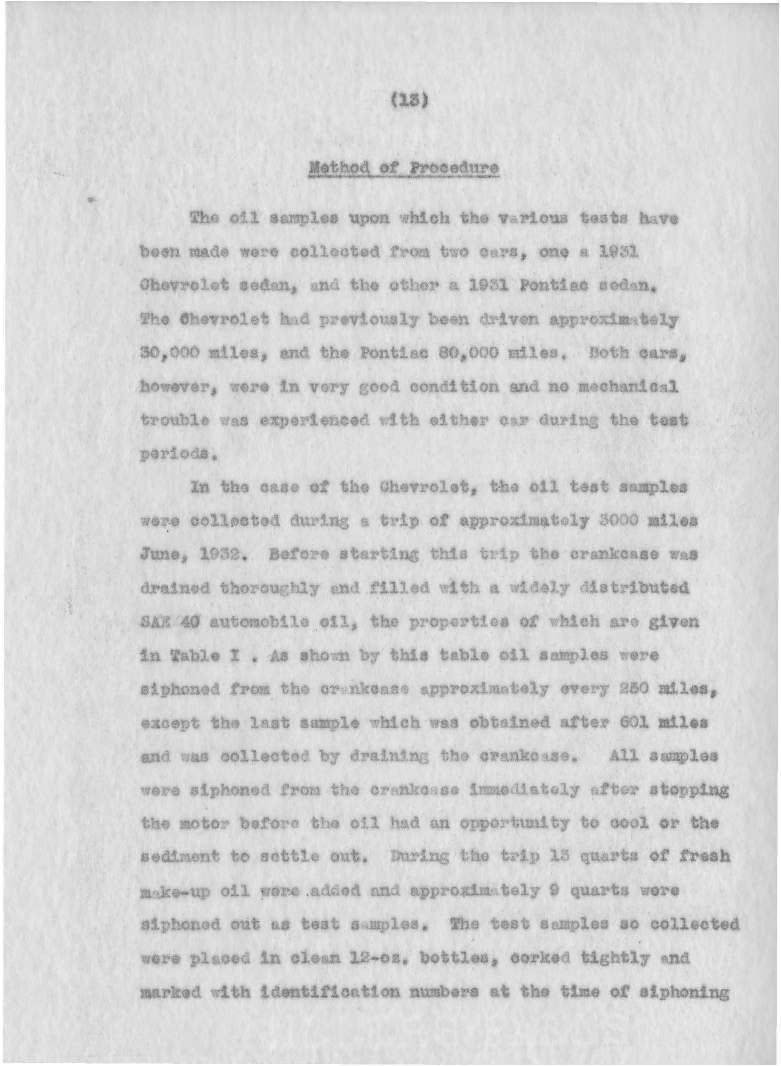 (13)
Method of Procedure
The oil samples upon which the various tests have
been made were collected from two cars, one a 1931
Chevrolet sedan, and the other a 1931 Pontiac sedan.
The Chevrolet had previously been driven approximately
30,000 miles, and the Pontiac 80,000 miles. Both cars,
however, were in very good condition and no mechanical
trouble was experienced with either car during the test
periods.
In the case of the Chevrolet, the oil test samples
were collected during a trip of approximately 3000 miles
June, 1932. Before starting this trip the crankcase was
drained thoroughly and filled with a widely distributed
SAE 40 automobile oil, the properties of which are given
in Table I . As shown by this table oil samples were
siphoned from the crankcase approximately every 250 miles,
except the last sample which was obtained after 601 miles
and was collected by draining the crankcase. All samples
were siphoned from the crankcase immediately after stopping
the motor before the oil had an opportunity to cool or the
sediment to settle out. During the trip 13 quarts of fresh
make-up oil were added and approximately 9 quarts were
siphoned out as test samples. The test samples so collected
were placed in clean 12-oz. bottles, corked tightly and
marked with identification numbers at the time of siphoning